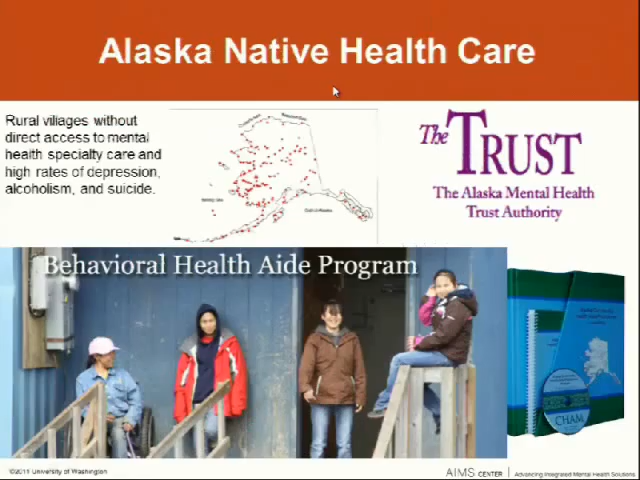 Alaska Native Health Care
Rural villages without
direct access to mental
health specialty care and
high rates of depression,
alcoholism, and suicide.
The TRUST
The Alaska Mental Health
Trust Authority
Behavioral Health Aide Program
CHAM
©2011 University of Washington
AIMS CENTER
Advancing Integrated Mental Health Solutions